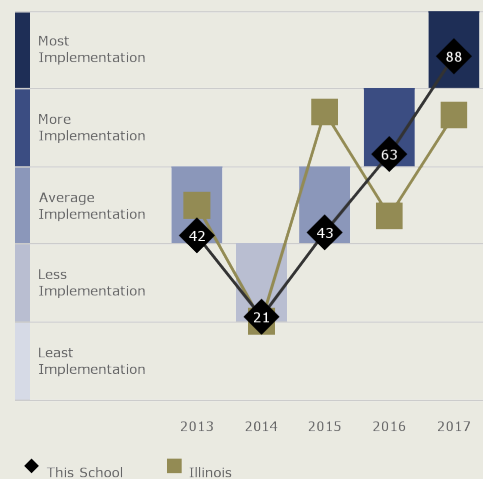 Most
Implementation
88
More
Implementation
63
Average
Implementation
42
43
Less
Implementation
21
Least
Implementation
2013 2014 2015 2016 2017
This School Illinois